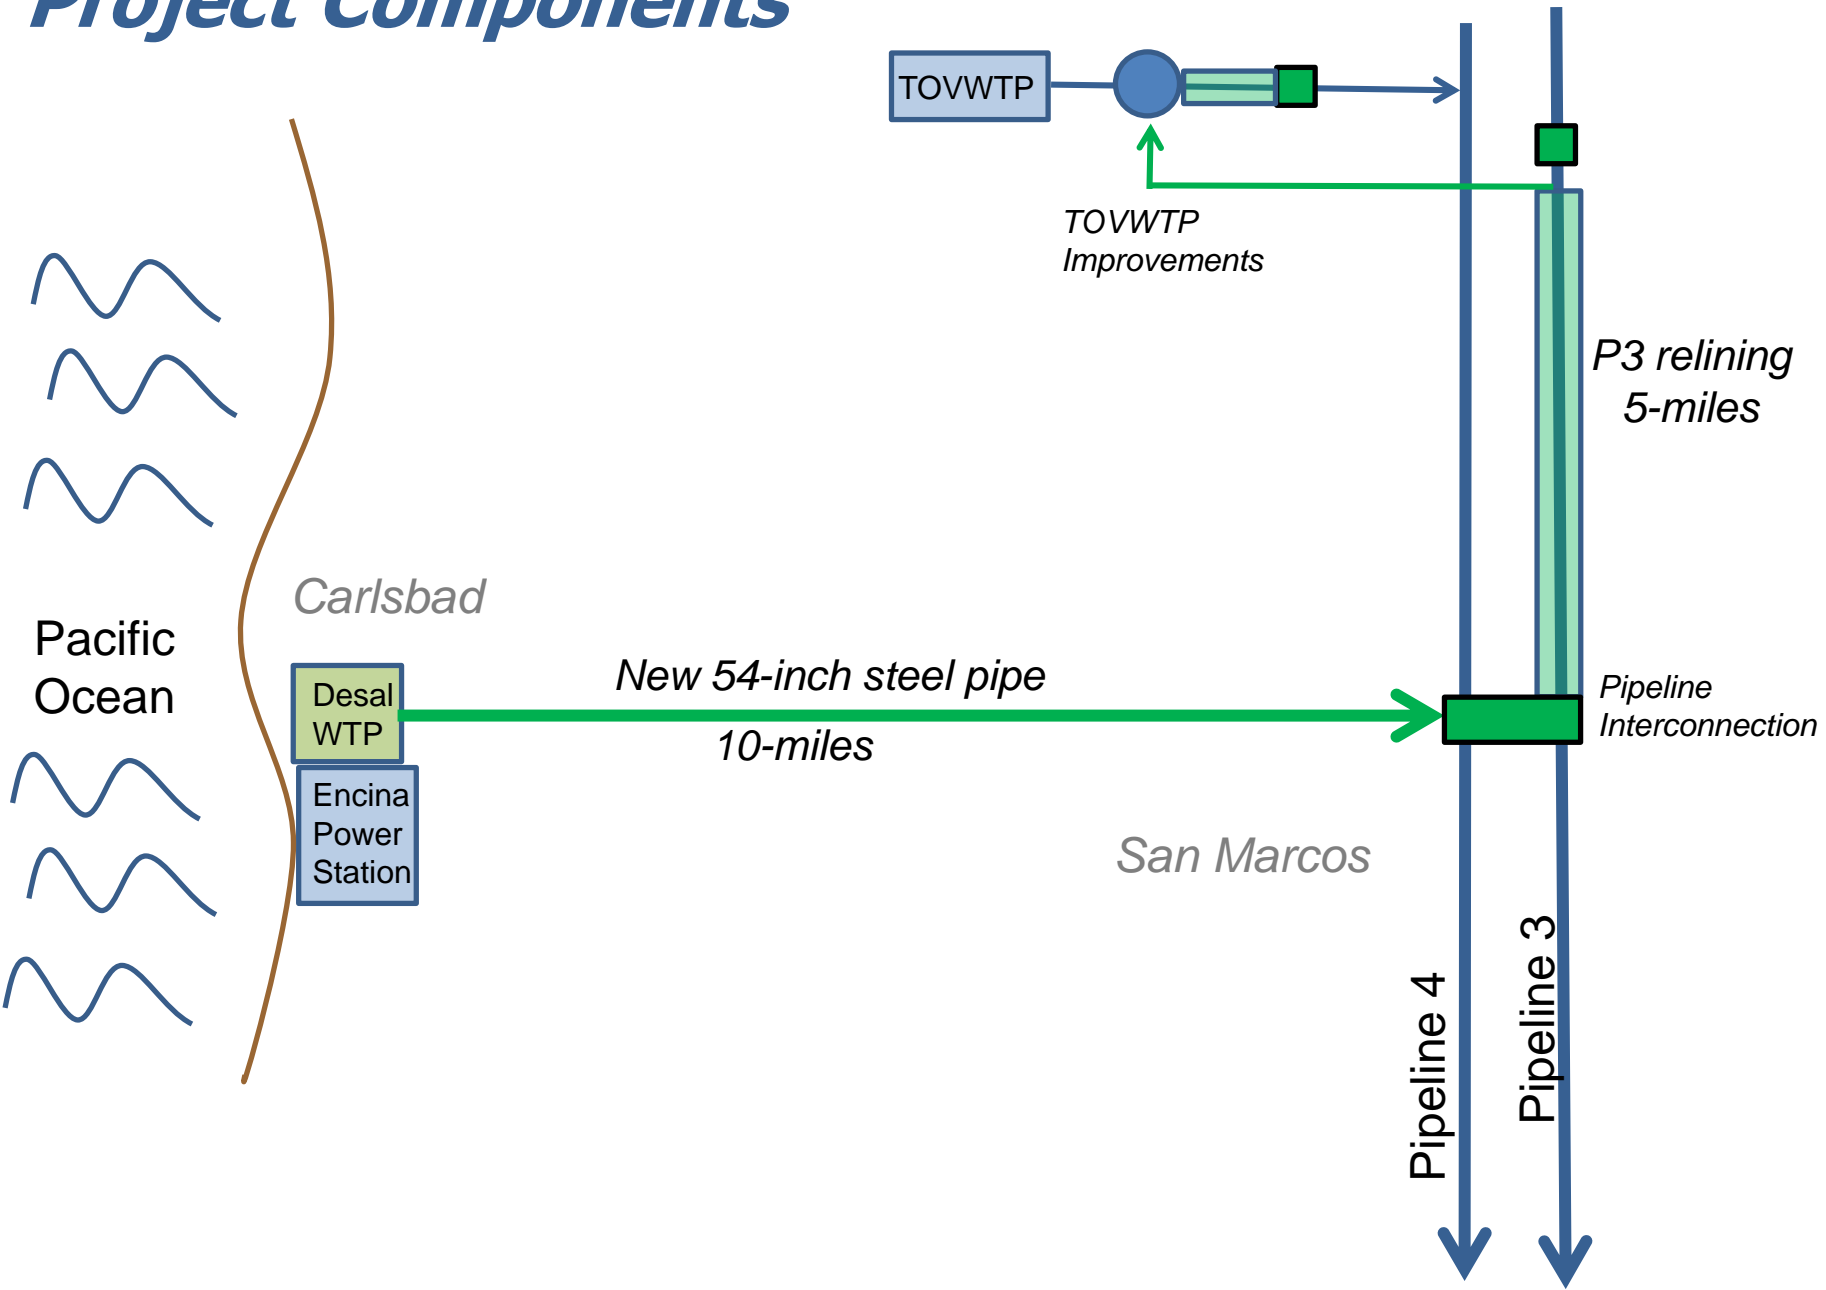 Project Components
TOVWTP
TOVWTP
Improvements
P3 relining
5-miles
Carlsbad
Pacific
Ocean
Desal
WTP
New 54-inch steel pipe
10-miles
Pipeline
Interconnection
Encina
Power
Station
San Marcos
Pipeline 4
Pipeline 3